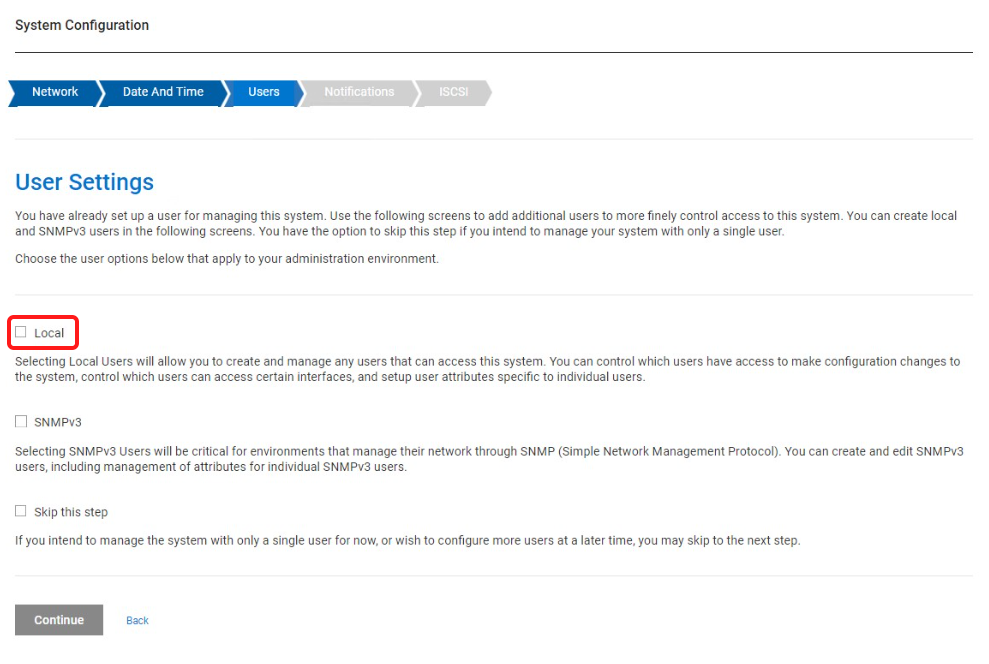 System Configuration
Network Date And Time Users Notifications ISCSI
User Settings
You have already set up a user for managing this system. Use the following screens to add additional users to more finely control access to this system. You can create local
and SNMPv3 users in the following screens. You have the option to skip this step if you intend to manage your system with only a single user.
Choose the user options below that apply to your administration environment.
Local
Selecting Local Users will allow you to create and manage any users that can access this system. You can control which users have access to make configuration changes to
the system, control which users can access certain interfaces, and setup user attributes specific to individual users.
SNMPv3
Selecting SNMPv3 Users will be critical for environments that manage their network through SNMP (Simple Network Management Protocol). You can create and edit SNMPv3
users, including management of attributes for individual SNMPv3 users.
Skip this step
If you intend to manage the system with only a single user for now, or wish to configure more users at a later time, you may skip to the next step.
Continue Back